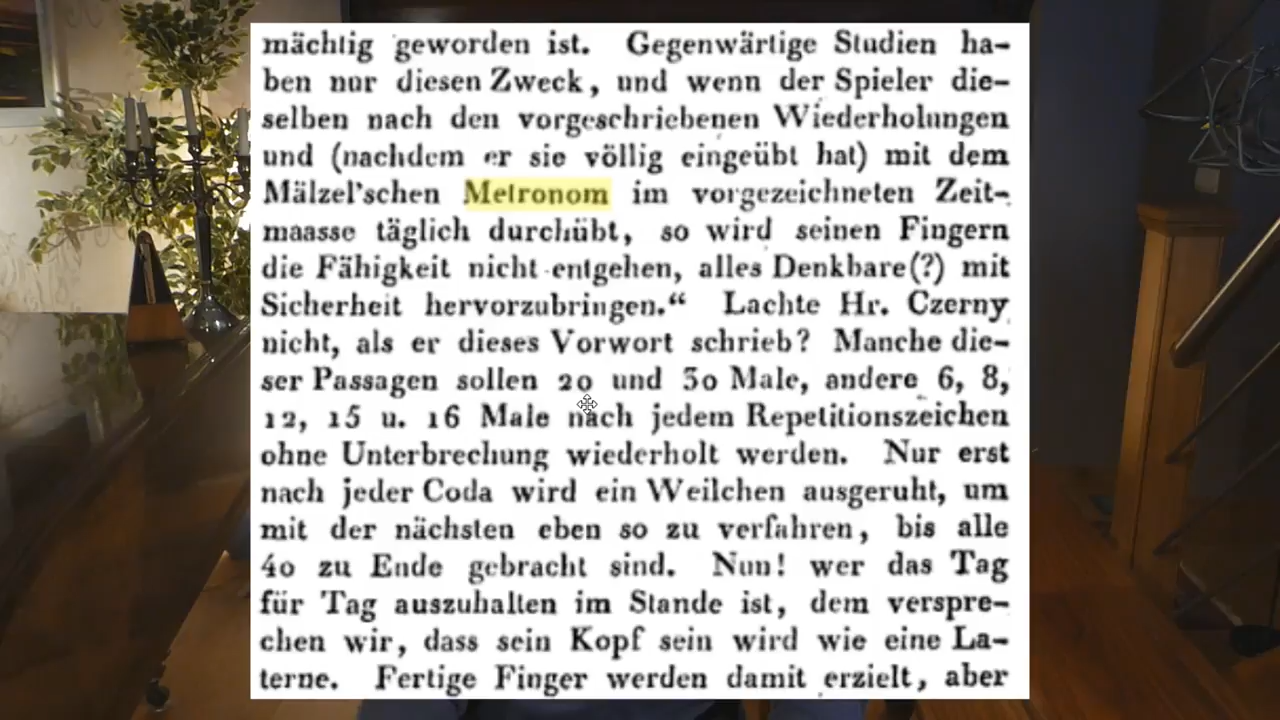 mächtig geworden ist. Gegenwärtige Studien ha-
ben nur diesen Zweck, und wenn der Spieler die-
selben nach den vorgeschriebenen Wiederholungen
und (nachdem er sie völlig eingeübt hat) mit dem
Mälzel'schen Metronom im vorgezeichneten Zeit-
maasse täglich durchübt, so wird seinen Fingern
die Fähigkeit nicht entgehen, alles Denkbare(?) mit
Sicherheit hervorzubringen.“ Lachte Hr. Czerny
nicht, als er dieses Vorwort schrieb? Manche die-
ser Passagen sollen 20 und 30 Male, andere 6, 8,
12, 15 u. 16 Male nach jedem Repetitionszeichen
ohne Unterbrechung wiederholt werden. Nur erst
nach jeder Coda wird ein Weilchen ausgeruht, um
mit der nächsten eben so zu verfahren, bis alle
40 zu Ende gebracht sind. Nun! wer das Tag
für Tag auszuhalten im Stande ist, dem verspre-
chen wir, dass sein Kopf sein wird wie eine La-
terne. Fertige Finger werden damit erzielt, aber